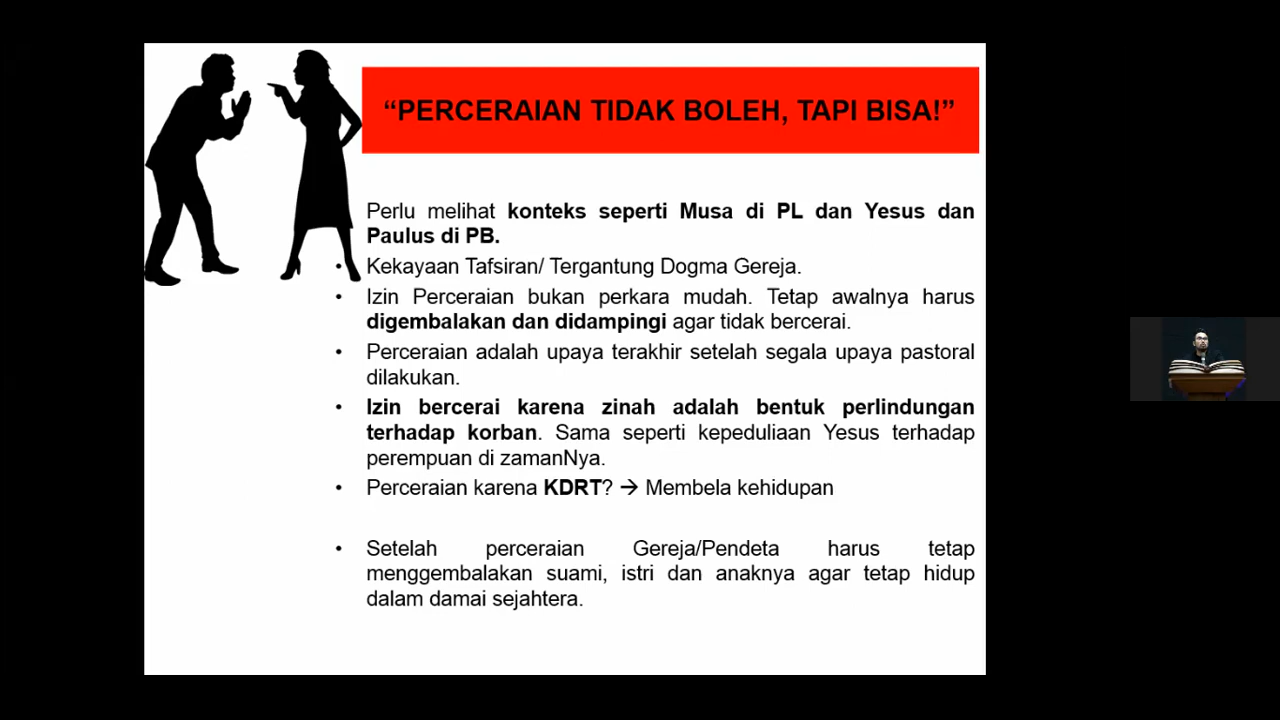 “PERCERAIAN TIDAK BOLEH, TAPI BISA!”
Perlu melihat konteks seperti Musa di PL dan Yesus dan
Paulus di PB.
• Kekayaan Tafsiran/ Tergantung Dogma Gereja.
• Izin Perceraian bukan perkara mudah. Tetap awalnya harus
digembalakan dan didampingi agar tidak bercerai.
• Perceraian adalah upaya terakhir setelah segala upaya pastoral
dilakukan.
• Izin bercerai karena zinah adalah bentuk perlindungan
terhadap korban. Sama seperti kepeduliaan Yesus terhadap
perempuan di zamanNya.
• Perceraian karena KDRT? → Membela kehidupan
• Setelah perceraian Gereja/Pendeta harus tetap
menggembalakan suami, istri dan anaknya agar tetap hidup
dalam damai sejahtera.